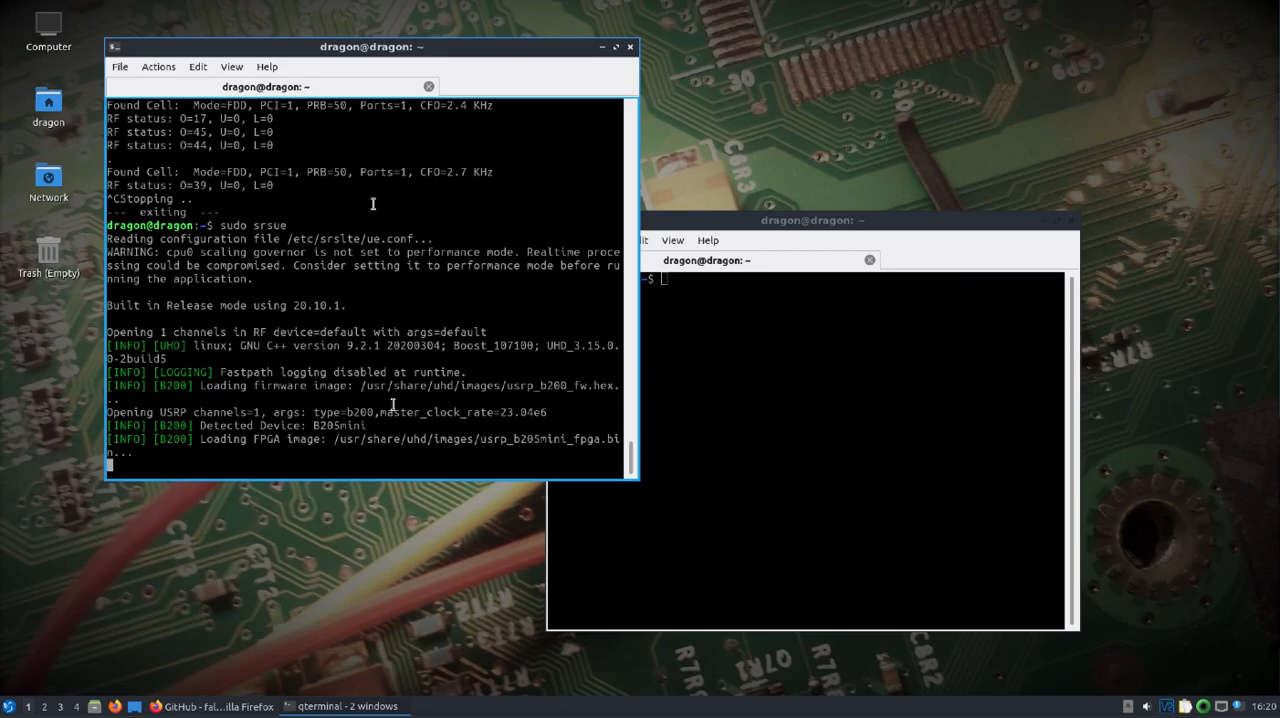 Computer
dragon
Network
Trash (Empty)
dragon@dragon: ~
File Actions Edit View Help
dragon@dragon: ~
Found Cell:  Mode=FDD, PCI=1, PRB=50, Ports=1, CFO=2.4 KHz
RF status: O=17, U=0, L=0
RF status: O=45, U=0, L=0
RF status: O=44, U=0, L=0
.
Found Cell:  Mode=FDD, PCI=1, PRB=50, Ports=1, CFO=2.7 KHz
RF status: O=39, U=0, L=0
^CStopping ..
---  exiting  ---
dragon@dragon:~$ sudo srsue
Reading configuration file /etc/srslte/ue.conf...
WARNING: cpu0 scaling governor is not set to performance mode. Realtime proce
ssing could be compromised. Consider setting it to performance mode before ru
nning the application.
Built in Release mode using 20.10.1.
Opening 1 channels in RF device=default with args=default
[INFO] [UHD] linux; GNU C++ version 9.2.1 20200304; Boost_107100; UHD_3.15.0.
0-2build5
[INFO] [LOGGING] Fastpath logging disabled at runtime.
[INFO] [B200] Loading firmware image: /usr/share/uhd/images/usrp_b200_fw.hex.
..
Opening USRP channels=1, args: type=b200,master_clock_rate=23.04e6
[INFO] [B200] Detected Device: B205mini
[INFO] [B200] Loading FPGA image: /usr/share/uhd/images/usrp_b205mini_fpga.bi
n...
dragon@dragon: ~
it View Help
dragon@dragon: ~
~$
30
C6R3
CTR2
R7R
Q7R1
C6R2
1 2 3 4 GitHub - fal...illa Firefox qterminal - 2 windows 16:20